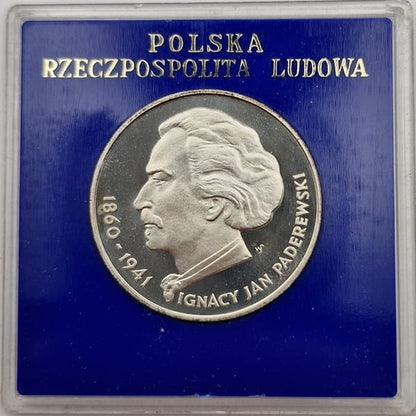 POLSKA
RZECZPOSPOLITA LUDOWA
1860-1941
IGNACY JAN PADEREWSKI